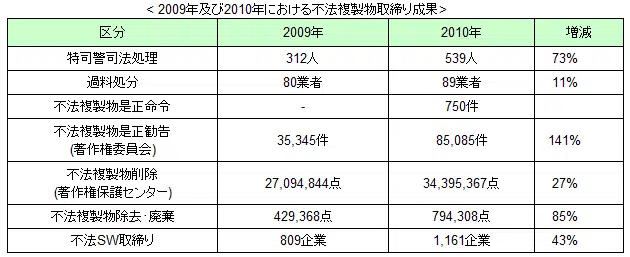 < 2009年及び2010年における不法複製物取締り成果>
区分 2009年 2010年 増減
特司警司法処理 312人 539人 73%
過料処分 80業者 89業者 11%
不法複製物是正命令 - 750件
不法複製物是正勧告
(著作権委員会) 35,345件 85,085件 141%
不法複製物削除
(著作権保護センター) 27,094,844点 34,395,367点 27%
不法複製物除去·廃棄 429,368点 794,308点 85%
不法SW取締り 809企業 1,161企業 43%